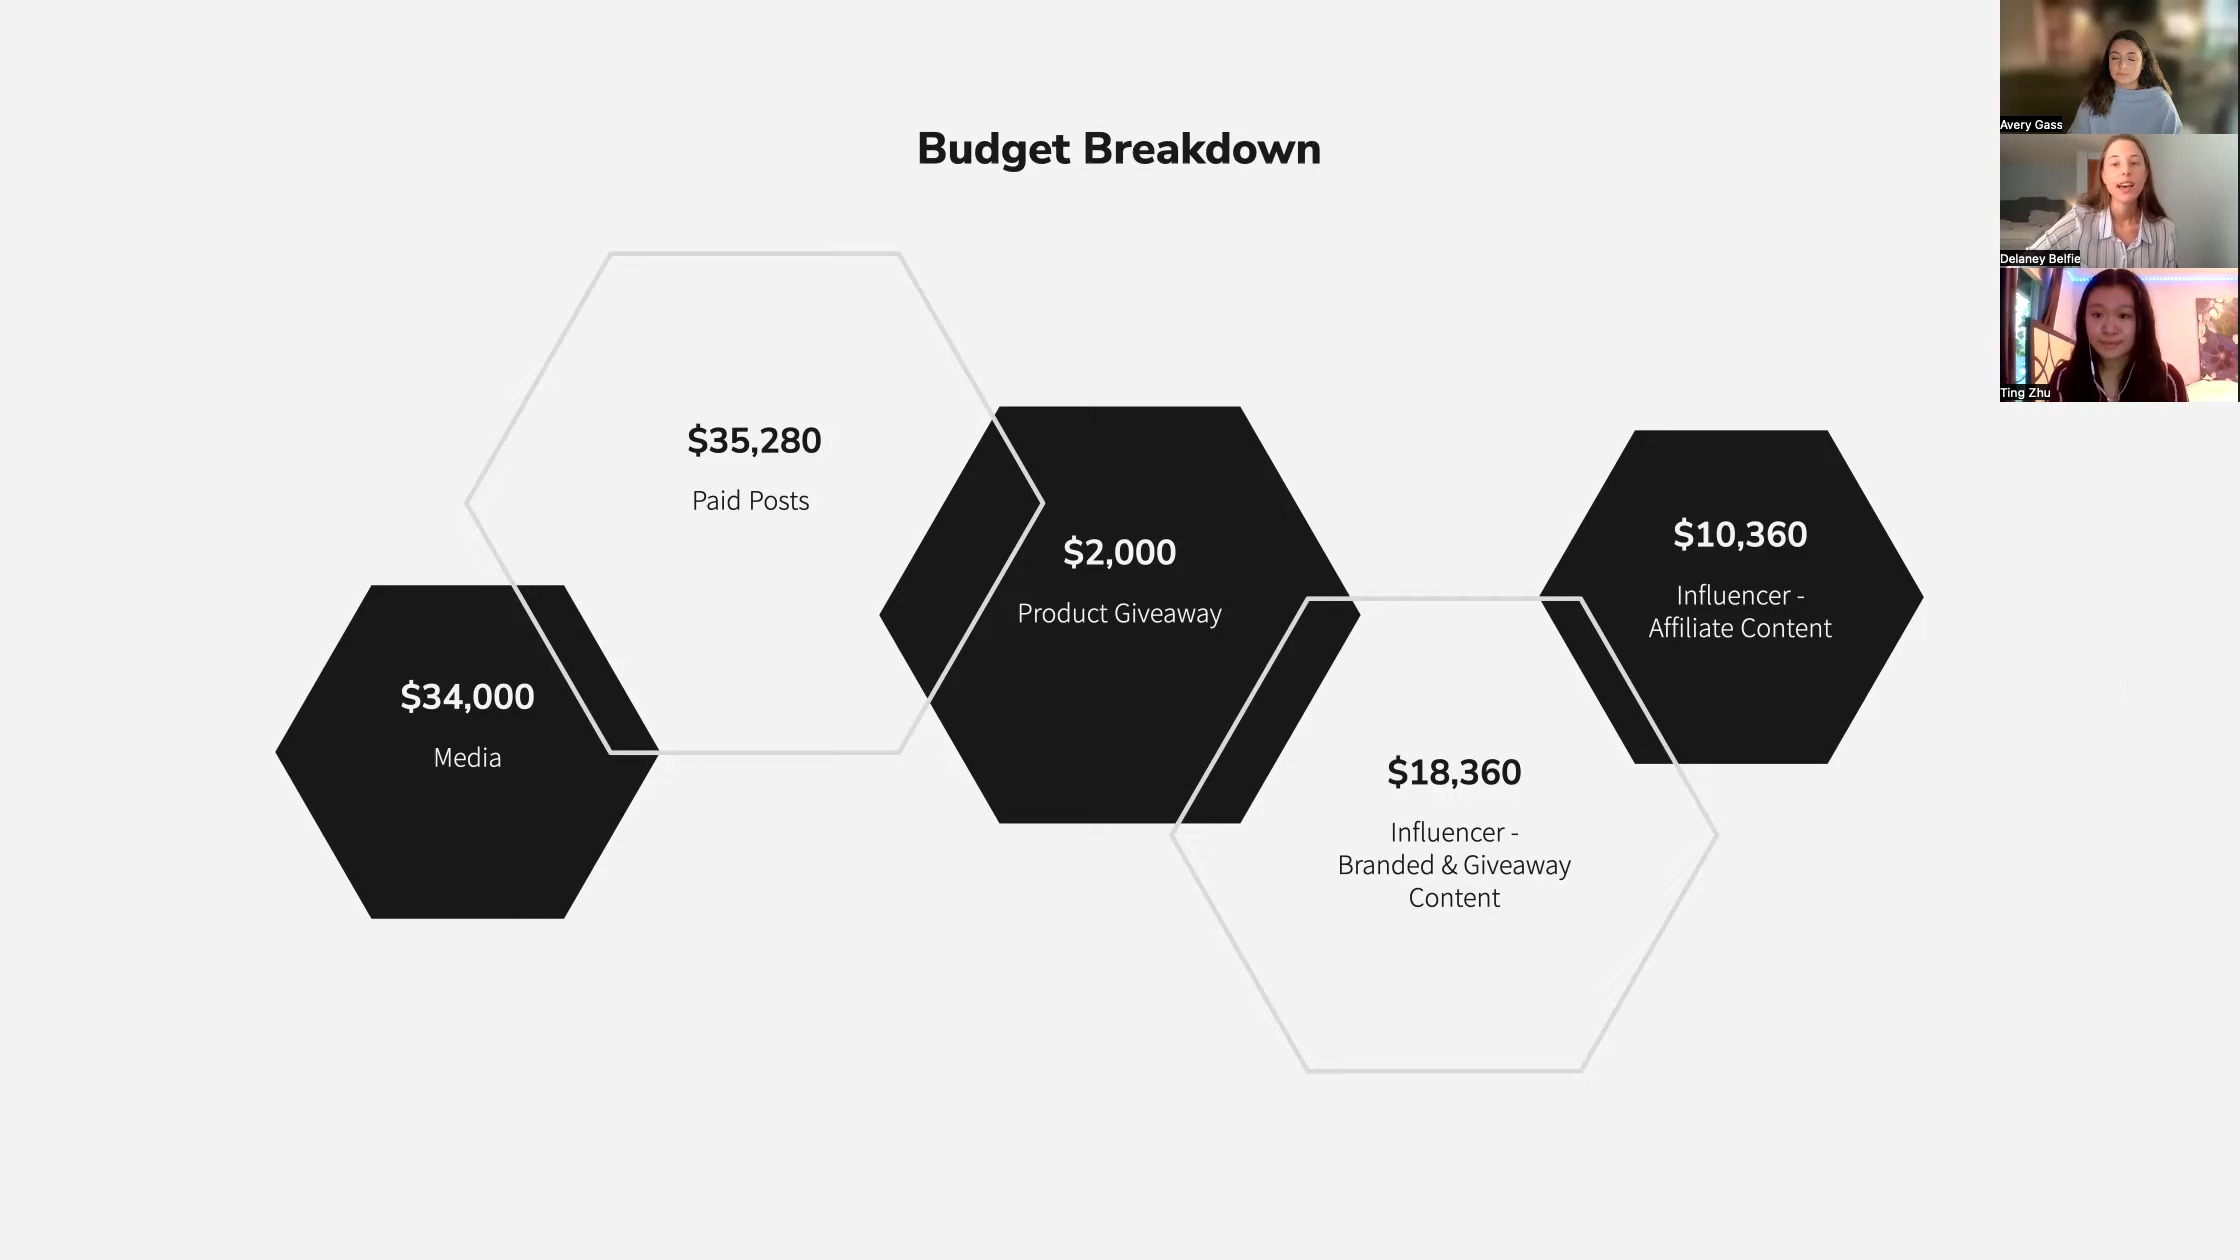 Budget Breakdown
$35,280
Paid Posts
$2,000
Product Giveaway
$10,360
Influencer -
Affiliate Content
$34,000
Media
$18,360
Influencer -
Branded & Giveaway
Content
Avery Gass
Delaney Belfie
Ting Zhu